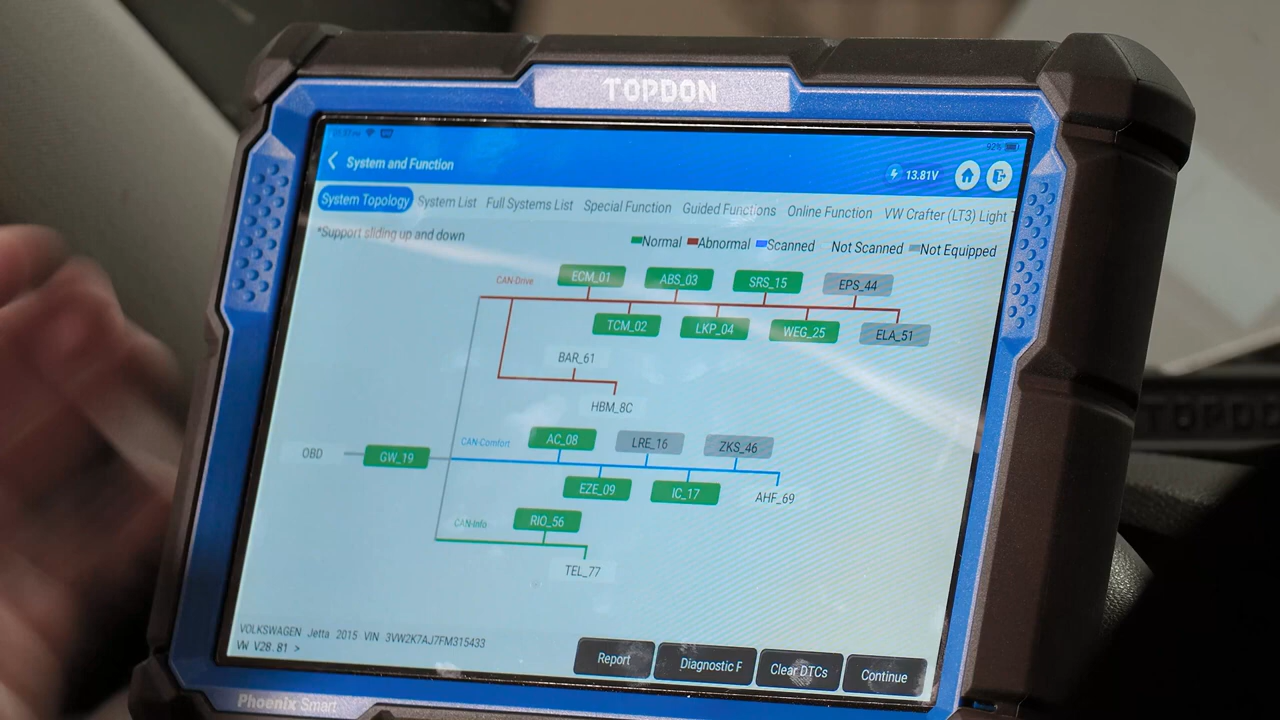 TOPDON
92%
System and Function
13.81V
System Topology System List Full Systems List Special Function Guided Functions Online Function VW Crafter (LT3) Light T
*Support sliding up and down
Normal Abnormal Scanned Not Scanned Not Equipped
CAN-Drive
ECM_01 ABS_03 SRS_15 EPS_44
TCM_02 LKP_04 WEG_25 ELA_51
BAR_61
HBM_8C
CAN-Comfort
AC_08 LRE_16 ZKS_46
OBD
GW_19
EZE_09 IC_17 AHF_69
CAN-Info
RIO_56
TEL_77
VOLKSWAGEN Jetta 2015 VIN 3VW2K7AJ7FM315433
VW V28.81 >
Report Diagnostic F Clear DTCs Continue
Phoenix Smart
TOPDO